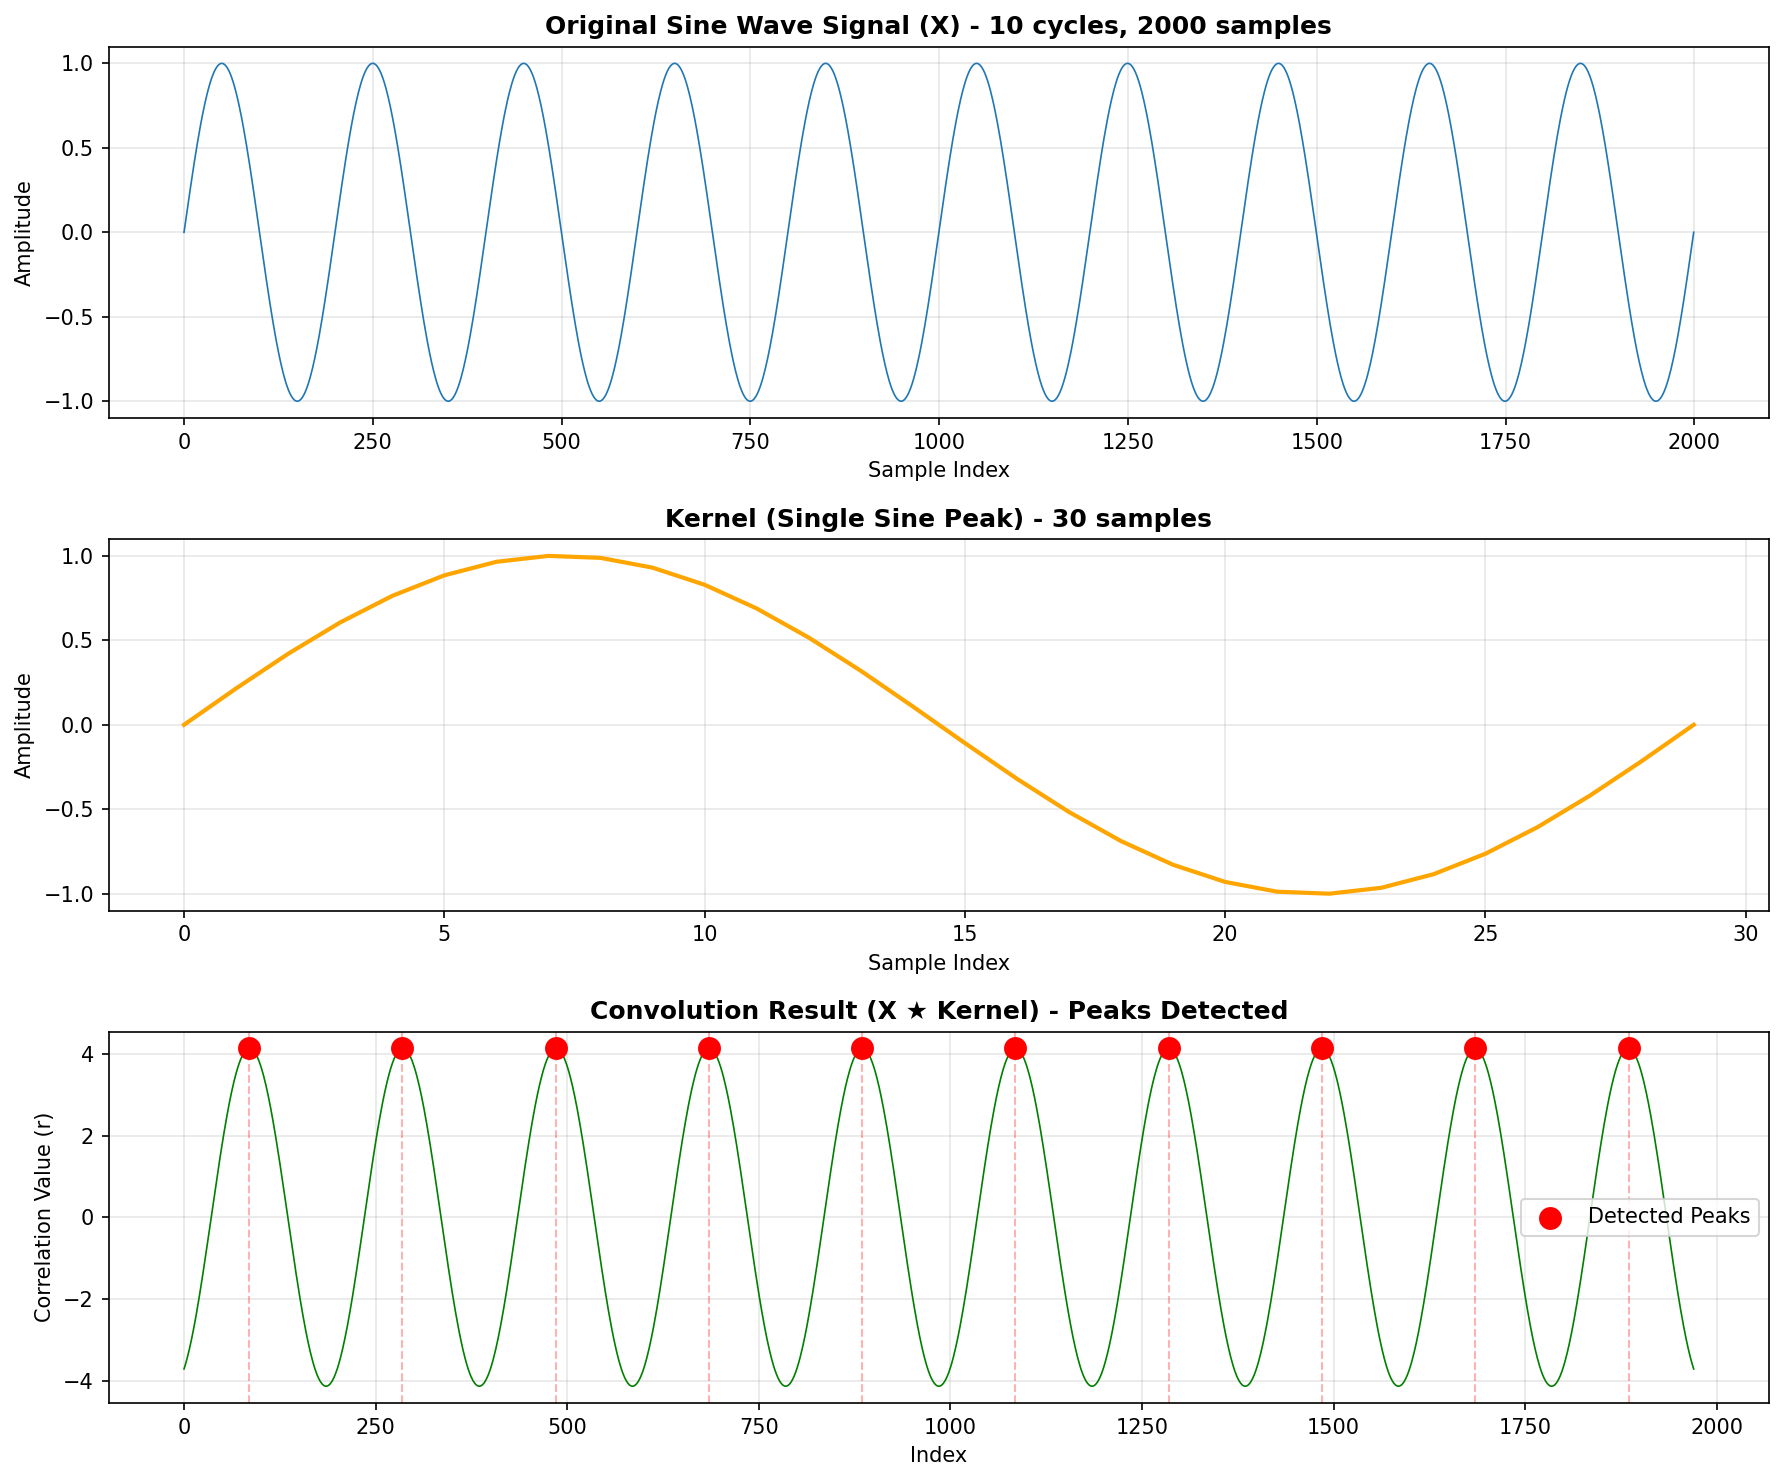 Original Sine Wave Signal (X) - 10 cycles, 2000 samples
Amplitude
1.0
0.5
0.0
−0.5
−1.0
0 250 500 750 1000 1250 1500 1750 2000
Sample Index
Kernel (Single Sine Peak) - 30 samples
Amplitude
1.0
0.5
0.0
−0.5
−1.0
0 5 10 15 20 25 30
Sample Index
Convolution Result (X ★ Kernel) - Peaks Detected
Correlation Value (r)
4
2
0
−2
−4
Detected Peaks
0 250 500 750 1000 1250 1500 1750 2000
Index